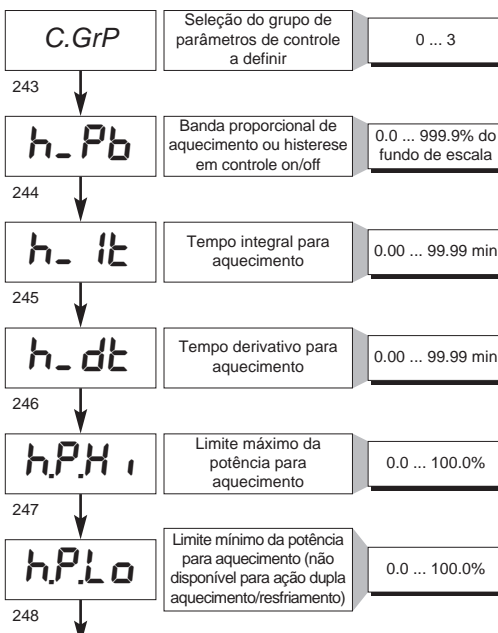 C.GrP
Seleção do grupo de
parâmetros de controle
a definir
0 ... 3
243
h_Pb
Banda proporcional de
aquecimento ou histerese
em controle on/off
0.0 ... 999.9% do
fundo de escala
244
h_It
Tempo integral para
aquecimento
0.00 ... 99.99 min
245
h_dt
Tempo derivativo para
aquecimento
0.00 ... 99.99 min
246
h.P.Hi
Limite máximo da
potência para
aquecimento
0.0 ... 100.0%
247
h.P.Lo
Limite mínimo da potência
para aquecimento (não
disponível para ação dupla
aquecimento/resfriamento)
0.0 ... 100.0%
248